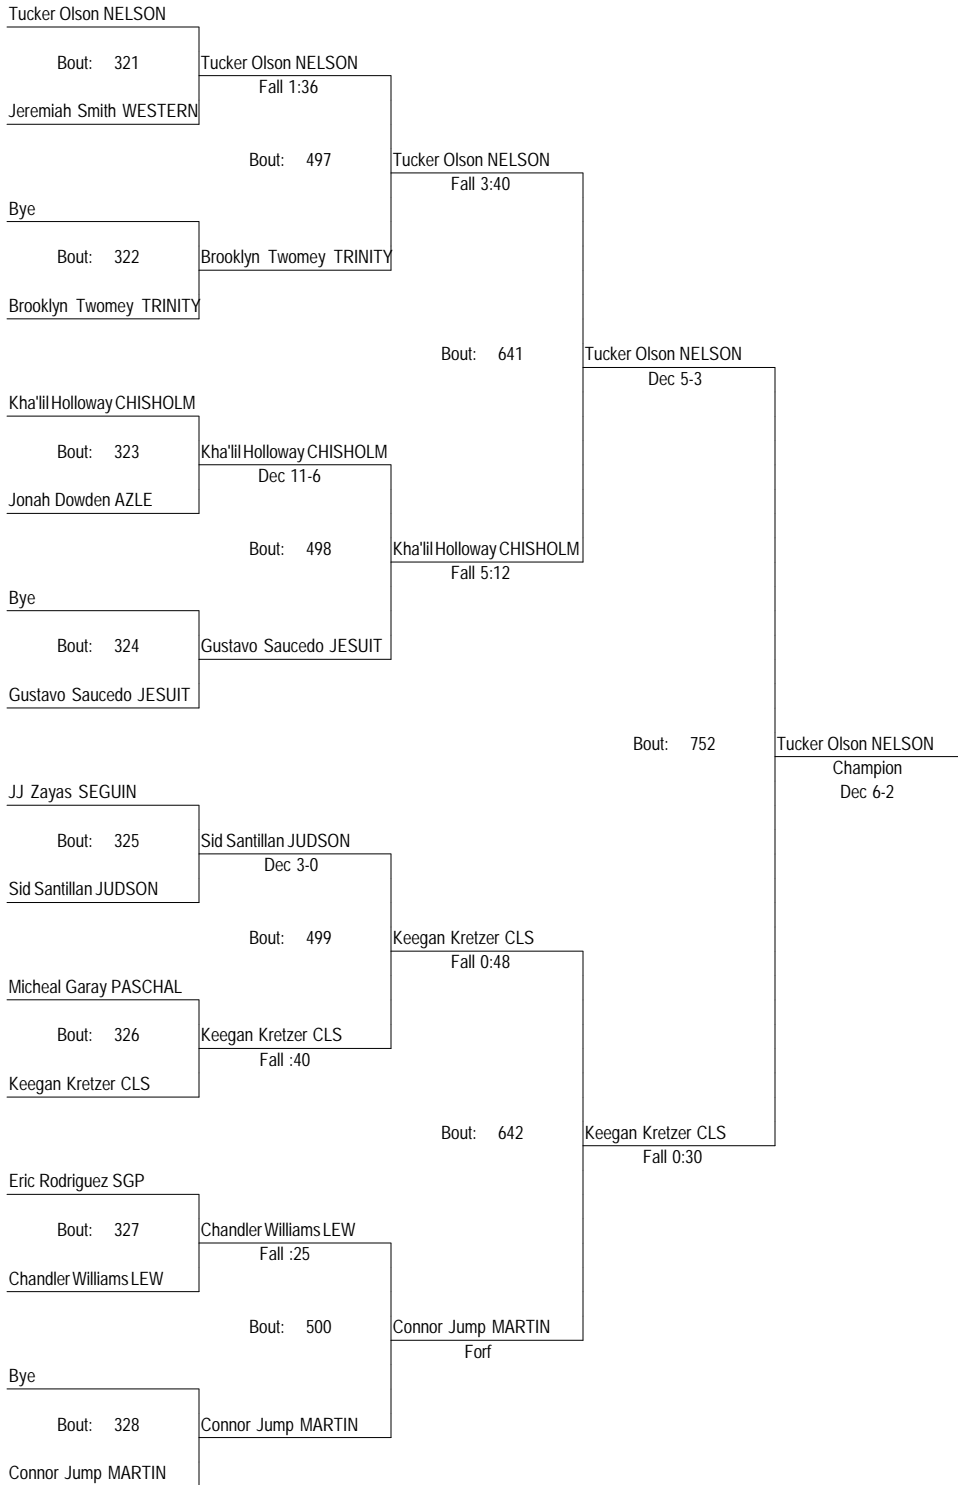 Tucker Olson NELSON
Bout: 321 Tucker Olson NELSON
Fall 1:36
Jeremiah Smith WESTERN
Bout: 497 Tucker Olson NELSON
Fall 3:40
Bye
Bout: 322 Brooklyn Twomey TRINITY
Brooklyn Twomey TRINITY
Bout: 641 Tucker Olson NELSON
Dec 5-3
Kha'lil Holloway CHISHOLM
Bout: 323 Kha'lil Holloway CHISHOLM
Dec 11-6
Jonah Dowden AZLE
Bout: 498 Kha'lil Holloway CHISHOLM
Fall 5:12
Bye
Bout: 324 Gustavo Saucedo JESUIT
Gustavo Saucedo JESUIT
Bout: 752 Tucker Olson NELSON
Champion
Dec 6-2
JJ Zayas SEGUIN
Bout: 325 Sid Santillan JUDSON
Dec 3-0
Sid Santillan JUDSON
Bout: 499 Keegan Kretzer CLS
Fall 0:48
Micheal Garay PASCHAL
Bout: 326 Keegan Kretzer CLS
Fall :40
Keegan Kretzer CLS
Bout: 642 Keegan Kretzer CLS
Fall 0:30
Eric Rodriguez SGP
Bout: 327 Chandler Williams LEW
Fall :25
Chandler Williams LEW
Bout: 500 Connor Jump MARTIN
Forf
Bye
Bout: 328 Connor Jump MARTIN
Connor Jump MARTIN